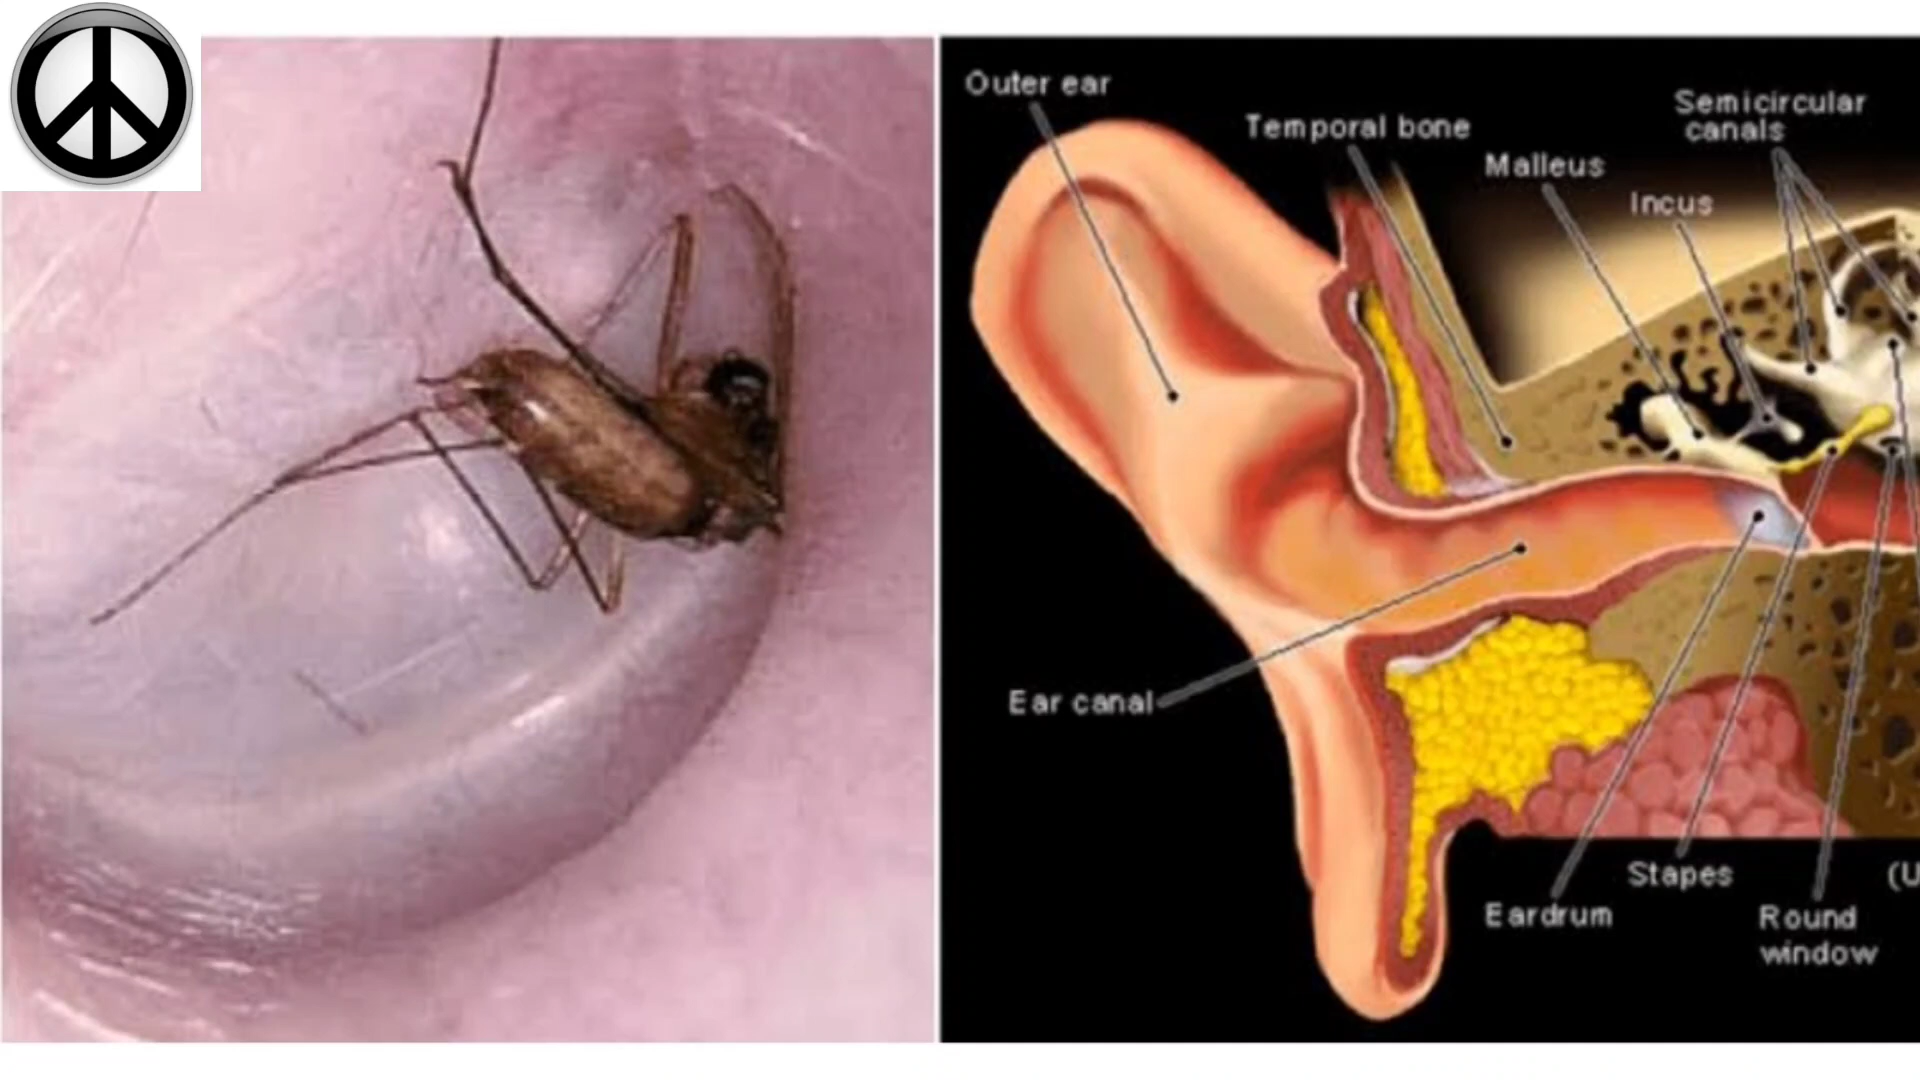 Outer ear
Temporal bone
Semicircular
canals
Malleus
Incus
Ear canal
Stapes
(U
Eardrum
Round
window